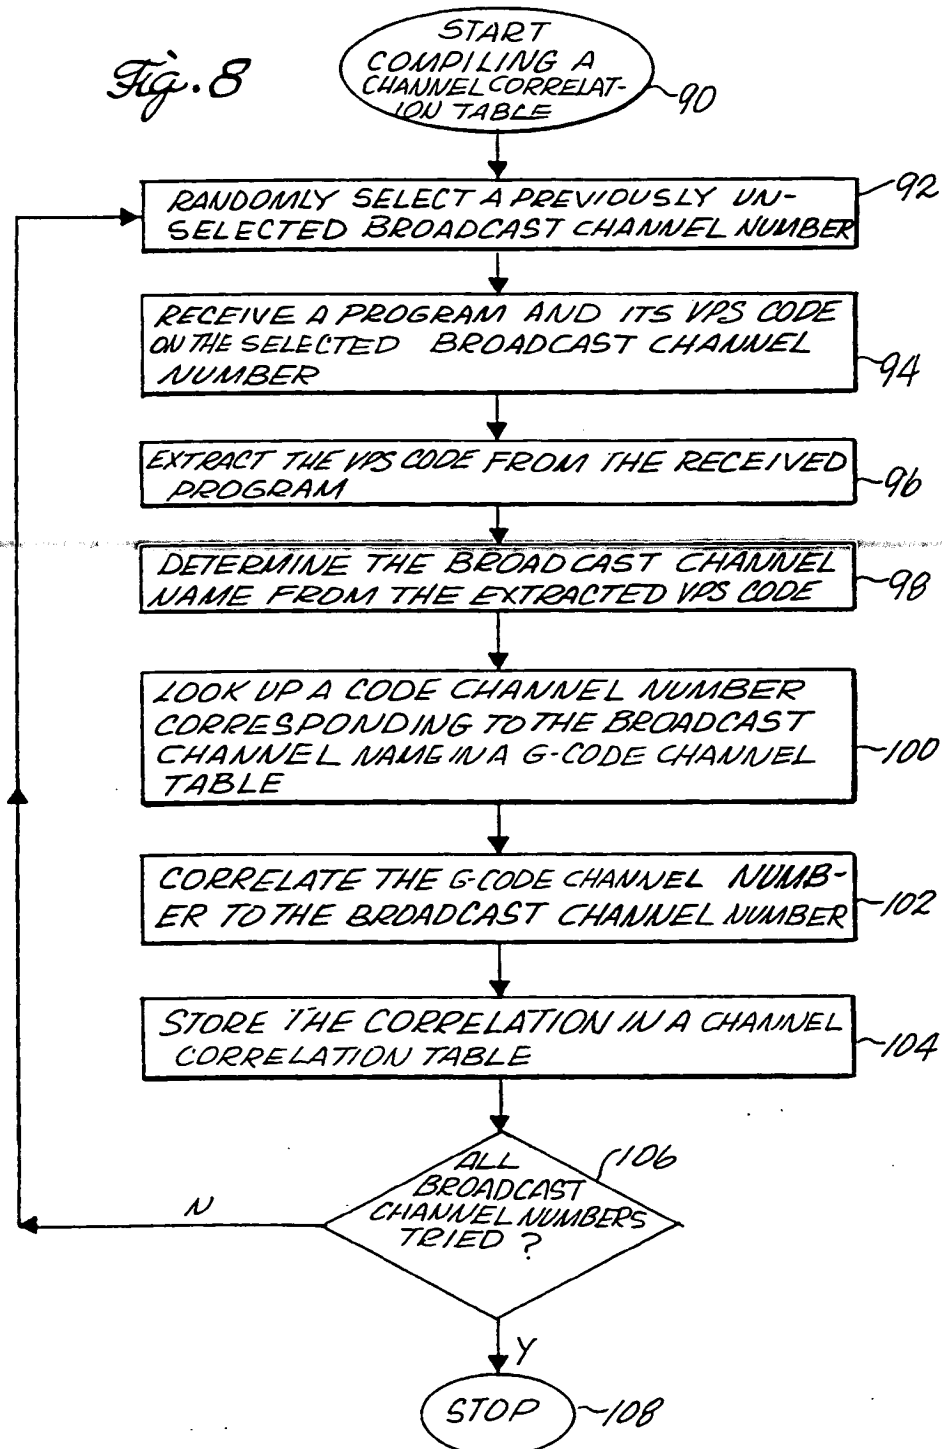 Fig. 8
START
COMPILING A
CHANNEL CORRELAT-
ION TABLE
90
RANDOMLY SELECT A PREVIOUSLY UN-
SELECTED BROADCAST CHANNEL NUMBER
92
RECEIVE A PROGRAM AND ITS VPS CODE
ON THE SELECTED BROADCAST CHANNEL
NUMBER
94
EXTRACT THE VPS CODE FROM THE RECEIVED
PROGRAM
96
DETERMINE THE BROADCAST CHANNEL
NAME FROM THE EXTRACTED VPS CODE
98
LOOK UP A CODE CHANNEL NUMBER
CORRESPONDING TO THE BROADCAST
CHANNEL NAME IN A G-CODE CHANNEL
TABLE
100
CORRELATE THE G-CODE CHANNEL NUMB-
ER TO THE BROADCAST CHANNEL NUMBER
102
STORE THE CORRELATION IN A CHANNEL
CORRELATION TABLE
104
ALL
BROADCAST
CHANNEL NUMBERS
TRIED ?
106
N
Y
STOP
108